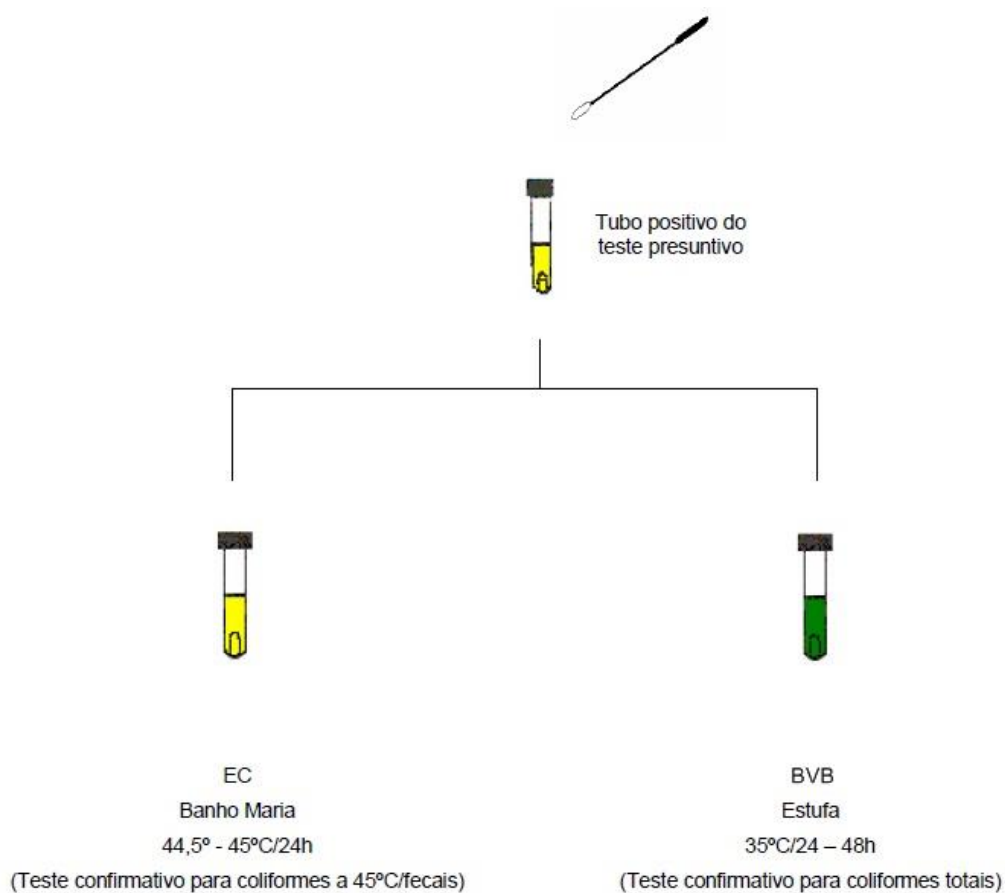 Tubo positivo do
teste presuntivo
EC
Banho Maria
44,5º - 45ºC/24h
(Teste confirmativo para coliformes a 45ºC/fecais)
BVB
Estufa
35ºC/24 – 48h
(Teste confirmativo para coliformes totais)